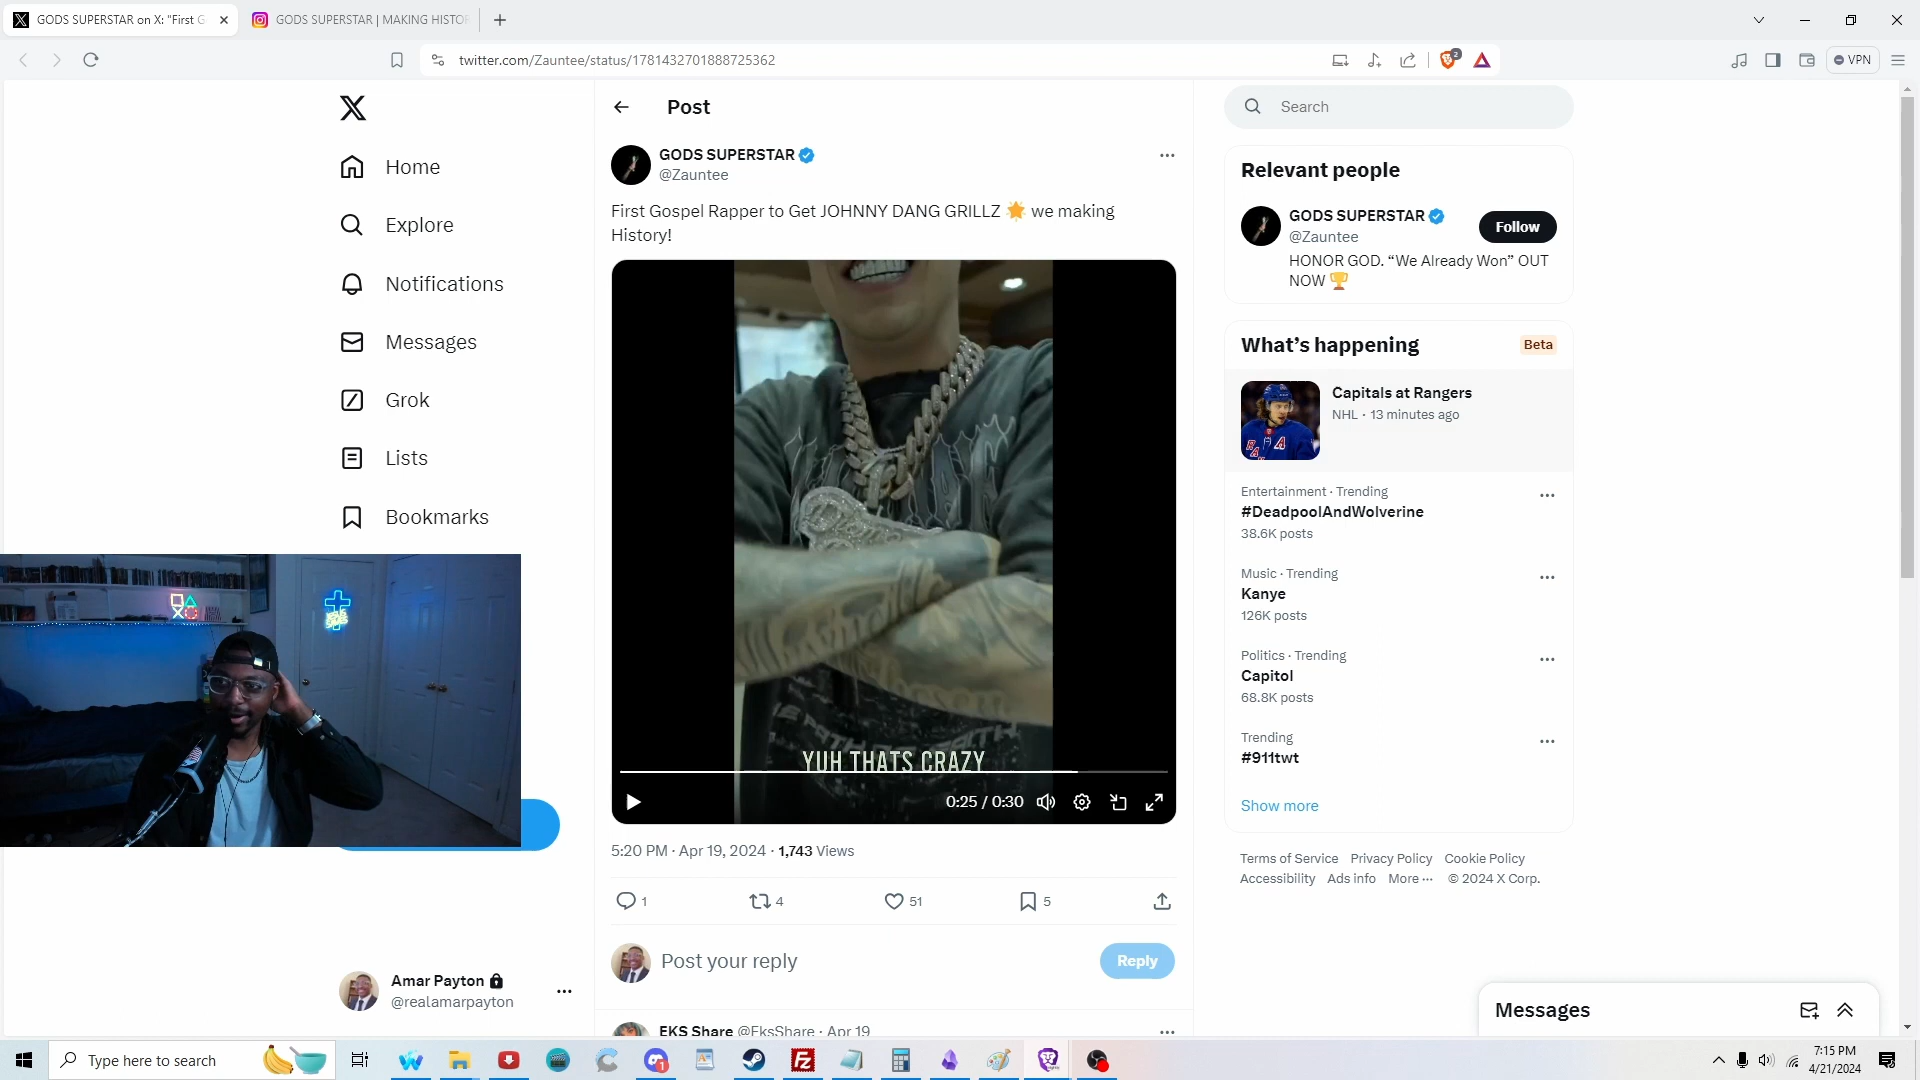 GODS SUPERSTAR on X: "First G
GODS SUPERSTAR | MAKING HISTOR
twitter.com/Zauntee/status/1781432701888725362
2
VPN
Home
Explore
Notifications
Messages
Grok
Lists
Bookmarks
Amar Payton
@realamarpayton
Post
GODS SUPERSTAR
@Zauntee
First Gospel Rapper to Get JOHNNY DANG GRILLZ 🌟 we making
History!
YUH THATS CRAZY
0:25 / 0:30
5:20 PM · Apr 19, 2024 · 1,743 Views
1
4
51
5
Post your reply
Reply
EKS Share @EksShare · Apr 19
Search
Relevant people
GODS SUPERSTAR
@Zauntee
Follow
HONOR GOD. “We Already Won” OUT
NOW 🏆
What’s happening
Beta
Capitals at Rangers
NHL · 13 minutes ago
Entertainment · Trending
#DeadpoolAndWolverine
38.6K posts
Music · Trending
Kanye
126K posts
Politics · Trending
Capitol
68.8K posts
Trending
#911twt
Show more
Terms of Service Privacy Policy Cookie Policy
Accessibility Ads info More ··· © 2024 X Corp.
Messages
Type here to search
1
7:15 PM
4/21/2024